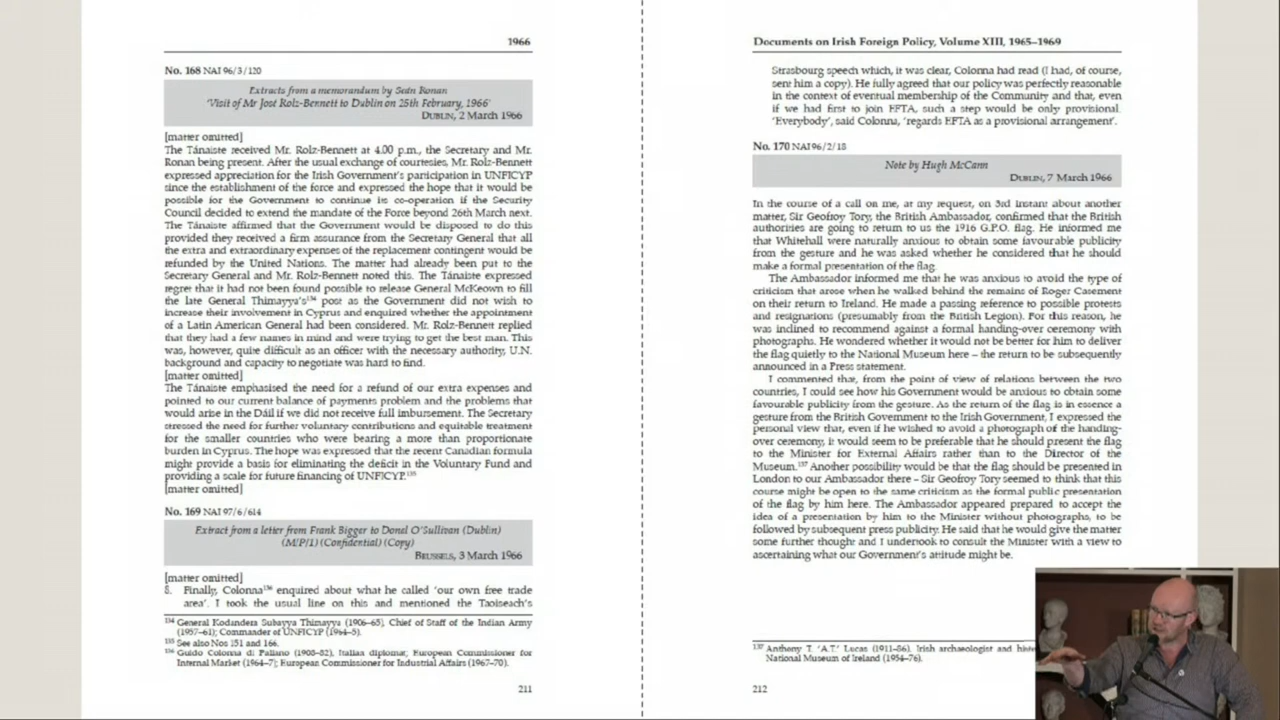 1966
No. 168 NAI 96/3/120
Extracts from a memorandum by Seán Ronan
'Visit of Mr José Rolz-Bennett to Dublin on 25th February, 1966'
DUBLIN, 2 March 1966
[matter omitted]
The Tánaiste received Mr. Rolz-Bennett at 4.00 p.m., the Secretary and Mr.
Ronan being present. After the usual exchange of courtesies, Mr. Rolz-Bennett
expressed appreciation for the Irish Government's participation in UNFICYP
since the establishment of the force and expressed the hope that it would be
possible for the Government to continue its co-operation if the Security
Council decided to extend the mandate of the Force beyond 26th March next.
The Tánaiste affirmed that the Government would be disposed to do this
provided they received a firm assurance from the Secretary General that all
the extra and extraordinary expenses of the replacement contingent would be
refunded by the United Nations. The matter had already been put to the
Secretary General and Mr. Rolz-Bennett noted this. The Tánaiste expressed
regret that it had not been found possible to release General McKeown to fill
the late General Thimayya's¹³⁴ post as the Government did not wish to
increase their involvement in Cyprus and enquired whether the appointment
of a Latin American General had been considered. Mr. Rolz-Bennett replied
that they had a few names in mind and were trying to get the best man. This
was, however, quite difficult as an officer with the necessary authority, U.N.
background and capacity to negotiate was hard to find.
[matter omitted]
The Tánaiste emphasised the need for a refund of our extra expenses and
pointed to our current balance of payments problem and the problems that
would arise in the Dáil if we did not receive full imbursement. The Secretary
stressed the need for further voluntary contributions and equitable treatment
for the smaller countries who were bearing a more than proportionate
burden in Cyprus. The hope was expressed that the recent Canadian formula
might provide a basis for eliminating the deficit in the Voluntary Fund and
providing a scale for future financing of UNFICYP.¹³⁵
[matter omitted]
No. 169 NAI 97/6/614
Extract from a letter from Frank Bigger to Donel O'Sullivan (Dublin)
(M/P/1) (Confidential) (Copy)
BRUSSELS, 3 March 1966
[matter omitted]
8. Finally, Colonna¹³⁶ enquired about what he called 'our own free trade
area'. I took the usual line on this and mentioned the Taoiseach's
¹³⁴ General Kodandera Subayya Thimayya (1906–65), Chief of Staff of the Indian Army
(1957–61); Commander of UNFICYP (1964–5).
¹³⁵ See also Nos 151 and 166.
¹³⁶ Guido Colonna di Paliano (1908–82), Italian diplomat; European Commissioner for
Internal Market (1964–7); European Commissioner for Industrial Affairs (1967–70).
211
Documents on Irish Foreign Policy, Volume XIII, 1965–1969
Strasbourg speech which, it was clear, Colonna had read (I had, of course,
sent him a copy). He fully agreed that our policy was perfectly reasonable
in the context of eventual membership of the Community and that, even
if we had first to join EFTA, such a step would be only provisional.
'Everybody', said Colonna, 'regards EFTA as a provisional arrangement'.
No. 170 NAI 96/2/18
Note by Hugh McCann
DUBLIN, 7 March 1966
In the course of a call on me, at my request, on 3rd instant about another
matter, Sir Geofroy Tory, the British Ambassador, confirmed that the British
authorities are going to return to us the 1916 G.P.O. flag. He informed me
that Whitehall were naturally anxious to obtain some favourable publicity
from the gesture and he was asked whether he considered that he should
make a formal presentation of the flag.
The Ambassador informed me that he was anxious to avoid the type of
criticism that arose when he walked behind the remains of Roger Casement
on their return to Ireland. He made a passing reference to possible protests
and resignations (presumably from the British Legion). For this reason, he
was inclined to recommend against a formal handing-over ceremony with
photographs. He wondered whether it would not be better for him to deliver
the flag quietly to the National Museum here – the return to be subsequently
announced in a Press statement.
I commented that, from the point of view of relations between the two
countries, I could see how his Government would be anxious to obtain some
favourable publicity from the gesture. As the return of the flag is in essence a
gesture from the British Government to the Irish Government, I expressed the
personal view that, even if he wished to avoid a photograph of the handing-
over ceremony, it would seem to be preferable that he should present the flag
to the Minister for External Affairs rather than to the Director of the
Museum.¹³⁷ Another possibility would be that the flag should be presented in
London to our Ambassador there – Sir Geofroy Tory seemed to think that this
course might be open to the same criticism as the formal public presentation
of the flag by him here. The Ambassador appeared prepared to accept the
idea of a presentation by him to the Minister without photographs, to be
followed by subsequent press publicity. He said that he would give the matter
some further thought and I undertook to consult the Minister with a view to
ascertaining what our Government's attitude might be.
¹³⁷ Anthony T. 'A.T.' Lucas (1911–86). Irish archaeologist and
National Museum of Ireland (1954–76).
212